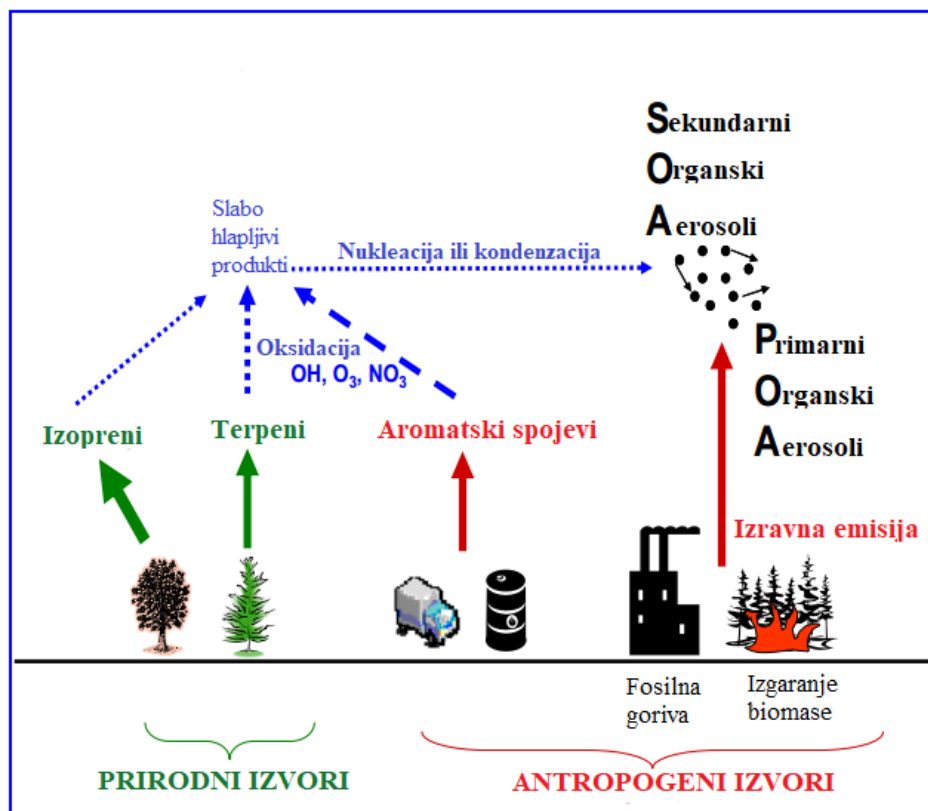 Sekundarni
Organski
Aerosoli
Slabo
hlapljivi
produkti
Nukleacija ili kondenzacija
Oksidacija
OH, O₃, NO₃
Primarni
Organski
Aerosoli
Izopreni
Terpeni
Aromatski spojevi
Izravna emisija
Fosilna
goriva
Izgaranje
biomase
PRIRODNI IZVORI
ANTROPOGENI IZVORI